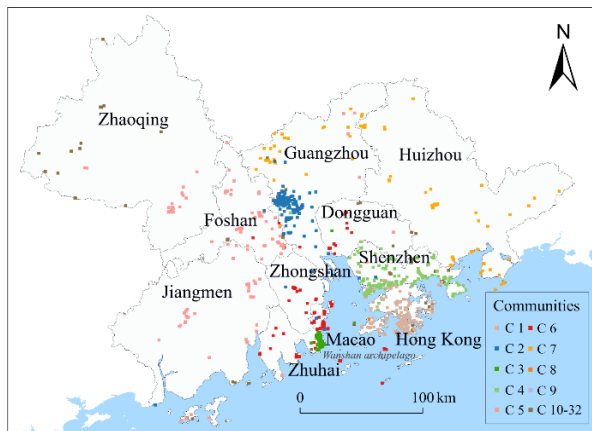 N
Zhaoqing
Guangzhou
Huizhou
Foshan
Dongguan
Shenzhen
Zhongshan
Jiangmen
Macao
Hong Kong
Wanshan archipelago
Zhuhai
0
100 km
Communities
C 1
C 6
C 2
C 7
C 3
C 8
C 4
C 9
C 5
C 10-32